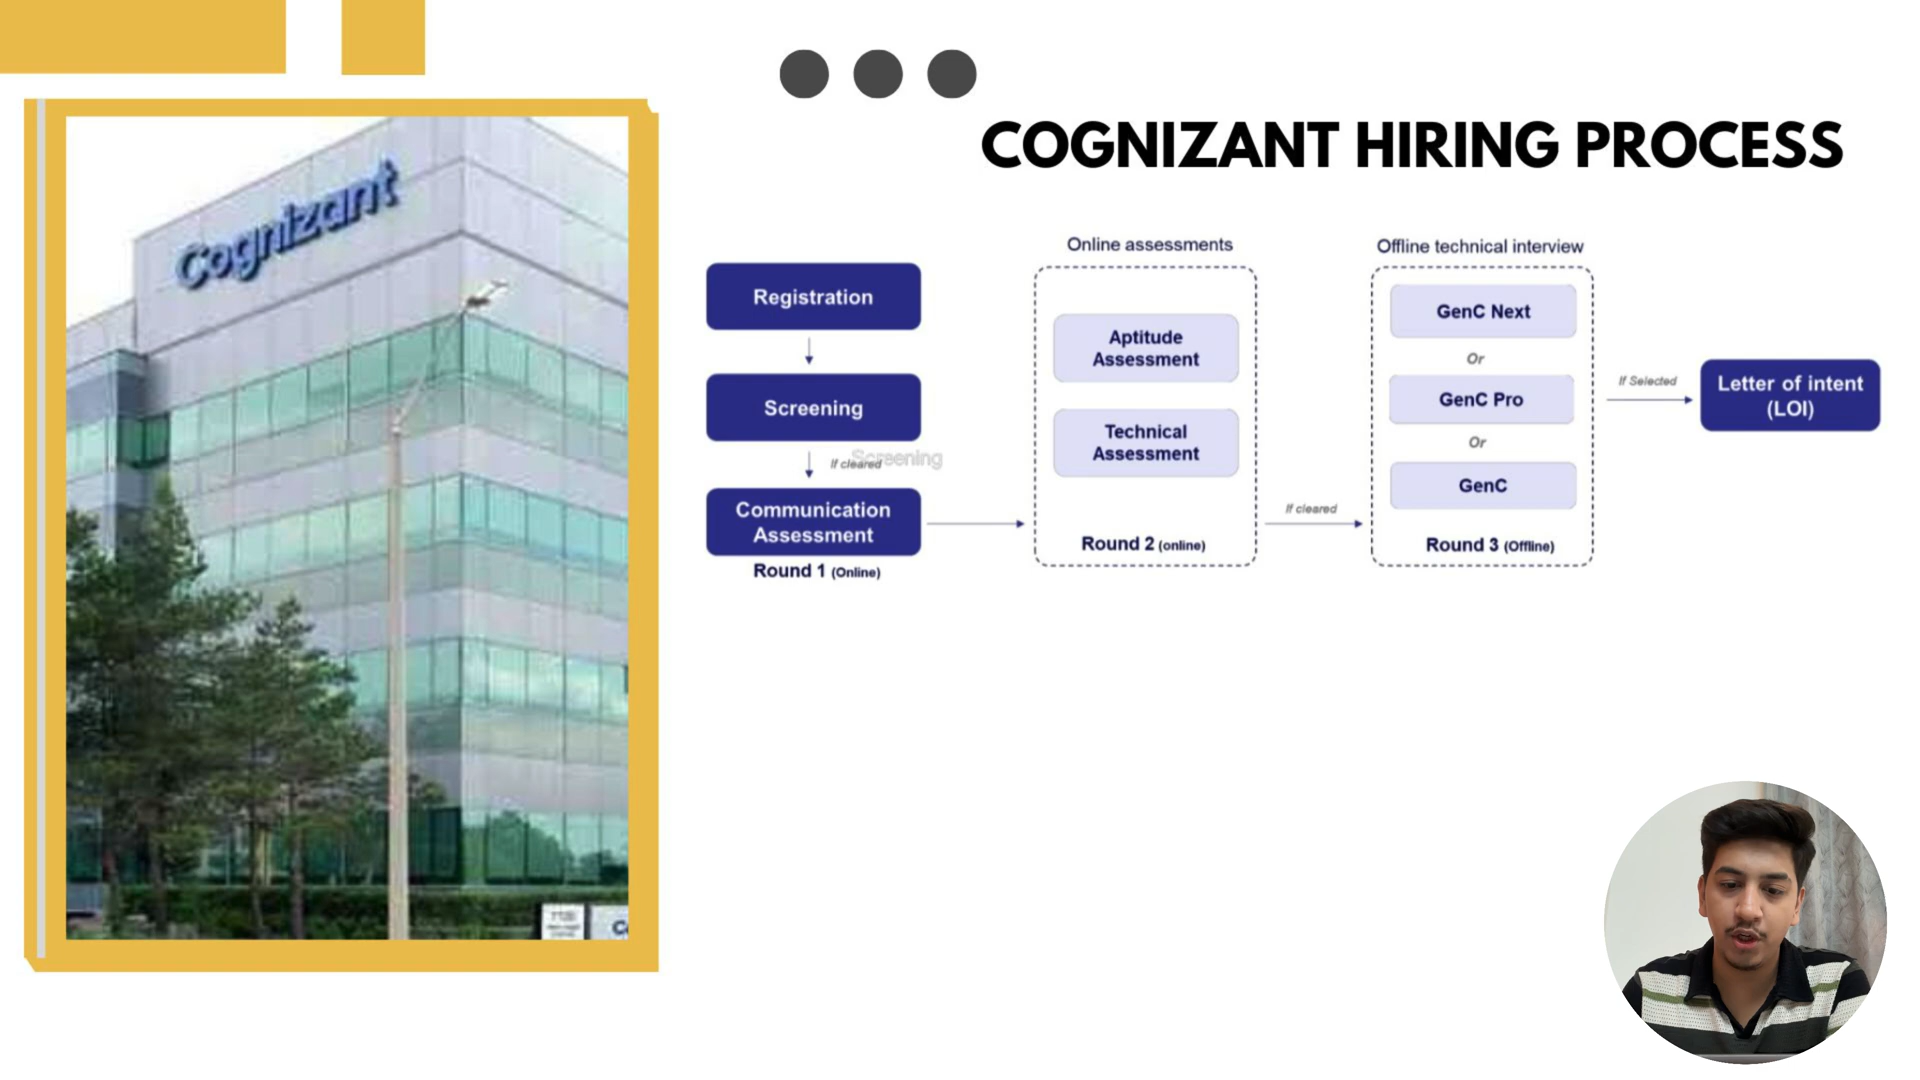 COGNIZANT HIRING PROCESS
Cognizant
Registration
Screening
If cleared
Screening
Communication
Assessment
Round 1 (Online)
Online assessments
Aptitude
Assessment
Technical
Assessment
Round 2 (online)
If cleared
Offline technical interview
GenC Next
Or
GenC Pro
Or
GenC
Round 3 (Offline)
If Selected
Letter of intent
(LOI)